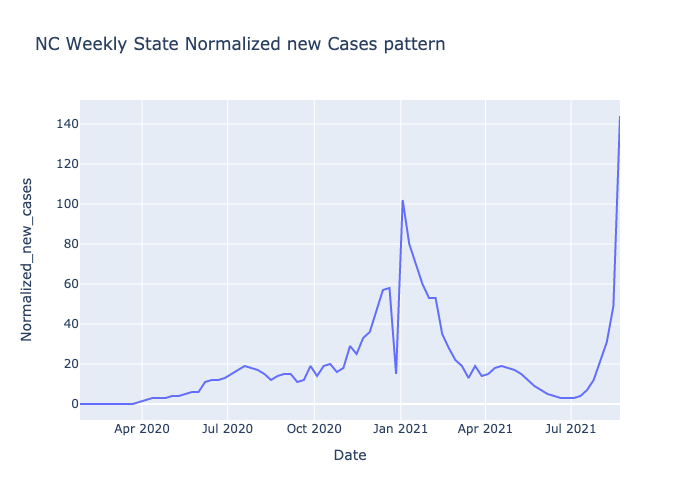 NC Weekly State Normalized new Cases pattern
140
120
100
80
60
40
20
0
Normalized_new_cases
Apr 2020
Jul 2020
Oct 2020
Jan 2021
Apr 2021
Jul 2021
Date